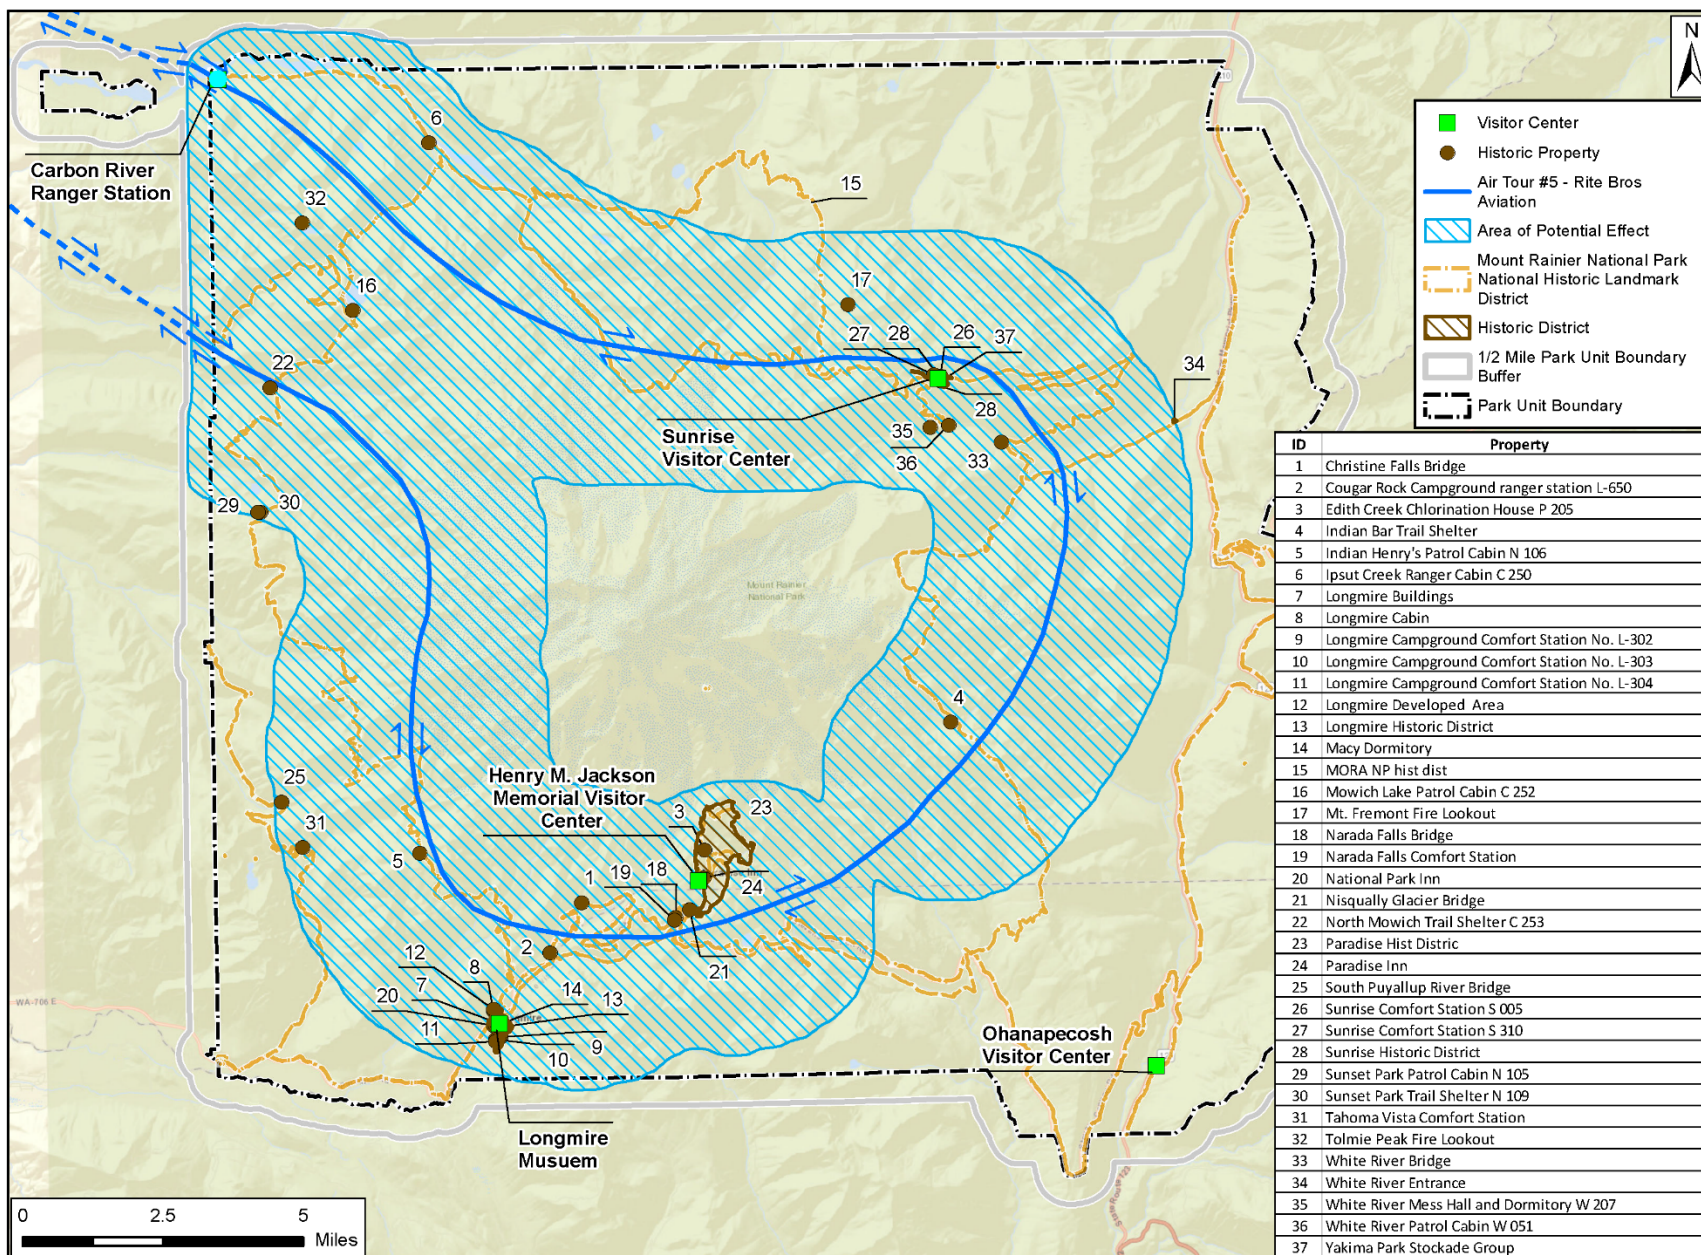 N
Visitor Center
Historic Property
Air Tour #5 - Rite Bros
Aviation
Area of Potential Effect
Mount Rainier National Park
National Historic Landmark
District
Historic District
1/2 Mile Park Unit Boundary
Buffer
Park Unit Boundary
Carbon River
Ranger Station
6
32
15
16
17
27
28
26
37
22
34
28
Sunrise
Visitor Center
35
36
33
29
30
Mount Rainier
National Park
4
Henry M. Jackson
Memorial Visitor
Center
25
3
23
31
5
19
18
1
24
2
21
12
8
20
7
14
13
11
10
9
WA-706 E
Ohanapecosh
Visitor Center
Longmire
Musuem
0
2.5
5
Miles
ID
Property
1 Christine Falls Bridge
2 Cougar Rock Campground ranger station L-650
3 Edith Creek Chlorination House P 205
4 Indian Bar Trail Shelter
5 Indian Henry's Patrol Cabin N 106
6 Ipsut Creek Ranger Cabin C 250
7 Longmire Buildings
8 Longmire Cabin
9 Longmire Campground Comfort Station No. L-302
10 Longmire Campground Comfort Station No. L-303
11 Longmire Campground Comfort Station No. L-304
12 Longmire Developed Area
13 Longmire Historic District
14 Macy Dormitory
15 MORA NP hist dist
16 Mowich Lake Patrol Cabin C 252
17 Mt. Fremont Fire Lookout
18 Narada Falls Bridge
19 Narada Falls Comfort Station
20 National Park Inn
21 Nisqually Glacier Bridge
22 North Mowich Trail Shelter C 253
23 Paradise Hist Distric
24 Paradise Inn
25 South Puyallup River Bridge
26 Sunrise Comfort Station S 005
27 Sunrise Comfort Station S 310
28 Sunrise Historic District
29 Sunset Park Patrol Cabin N 105
30 Sunset Park Trail Shelter N 109
31 Tahoma Vista Comfort Station
32 Tolmie Peak Fire Lookout
33 White River Bridge
34 White River Entrance
35 White River Mess Hall and Dormitory W 207
36 White River Patrol Cabin W 051
37 Yakima Park Stockade Group